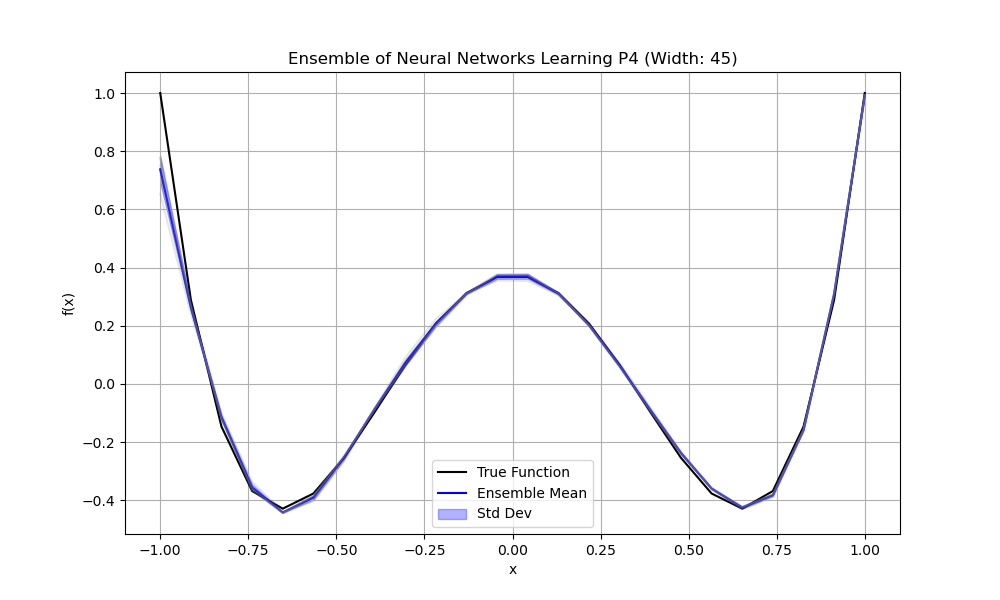 Ensemble of Neural Networks Learning P4 (Width: 45)
1.0
0.8
0.6
0.4
0.2
0.0
−0.2
−0.4
f(x)
True Function
Ensemble Mean
Std Dev
−1.00 −0.75 −0.50 −0.25 0.00 0.25 0.50 0.75 1.00
x